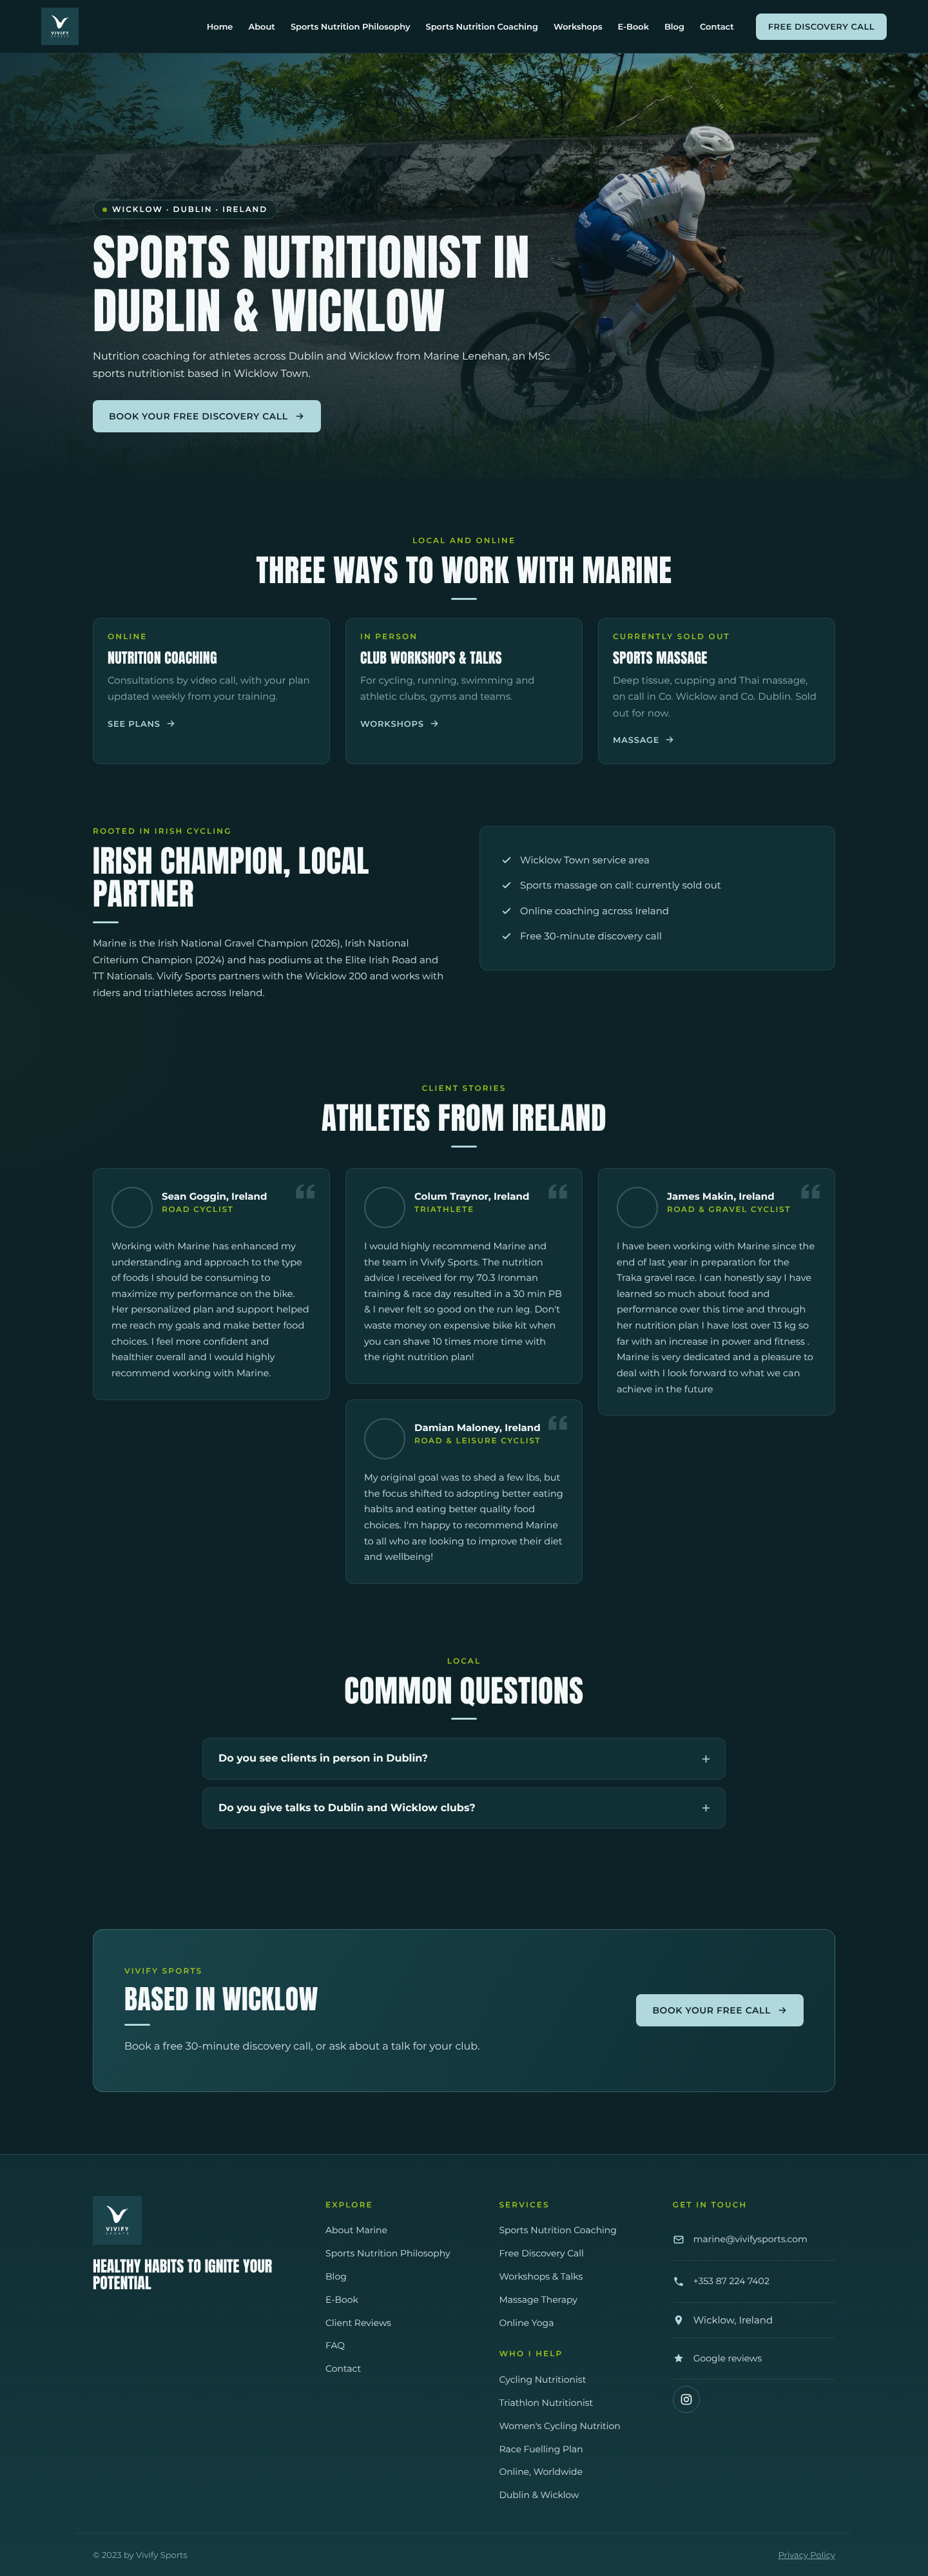 VIVIFY
SPORTS
Home About Sports Nutrition Philosophy Sports Nutrition Coaching Workshops E-Book Blog Contact FREE DISCOVERY CALL
WICKLOW · DUBLIN · IRELAND
SPORTS NUTRITIONIST IN
DUBLIN & WICKLOW
Nutrition coaching for athletes across Dublin and Wicklow from Marine Lenehan, an MSc
sports nutritionist based in Wicklow Town.
BOOK YOUR FREE DISCOVERY CALL →
LOCAL AND ONLINE
THREE WAYS TO WORK WITH MARINE
ONLINE
NUTRITION COACHING
Consultations by video call, with your plan
updated weekly from your training.
SEE PLANS →
IN PERSON
CLUB WORKSHOPS & TALKS
For cycling, running, swimming and
athletic clubs, gyms and teams.
WORKSHOPS →
CURRENTLY SOLD OUT
SPORTS MASSAGE
Deep tissue, cupping and Thai massage,
on call in Co. Wicklow and Co. Dublin. Sold
out for now.
MASSAGE →
ROOTED IN IRISH CYCLING
IRISH CHAMPION, LOCAL
PARTNER
Marine is the Irish National Gravel Champion (2026), Irish National
Criterium Champion (2024) and has podiums at the Elite Irish Road and
TT Nationals. Vivify Sports partners with the Wicklow 200 and works with
riders and triathletes across Ireland.
Wicklow Town service area
Sports massage on call: currently sold out
Online coaching across Ireland
Free 30-minute discovery call
CLIENT STORIES
ATHLETES FROM IRELAND
Sean Goggin, Ireland
ROAD CYCLIST
Working with Marine has enhanced my
understanding and approach to the type
of foods I should be consuming to
maximize my performance on the bike.
Her personalized plan and support helped
me reach my goals and make better food
choices. I feel more confident and
healthier overall and I would highly
recommend working with Marine.
Colum Traynor, Ireland
TRIATHLETE
I would highly recommend Marine and
the team in Vivify Sports. The nutrition
advice I received for my 70.3 Ironman
training & race day resulted in a 30 min PB
& I never felt so good on the run leg. Don't
waste money on expensive bike kit when
you can shave 10 times more time with
the right nutrition plan!
James Makin, Ireland
ROAD & GRAVEL CYCLIST
I have been working with Marine since the
end of last year in preparation for the
Traka gravel race. I can honestly say I have
learned so much about food and
performance over this time and through
her nutrition plan I have lost over 13 kg so
far with an increase in power and fitness .
Marine is very dedicated and a pleasure to
deal with I look forward to what we can
achieve in the future
Damian Maloney, Ireland
ROAD & LEISURE CYCLIST
My original goal was to shed a few lbs, but
the focus shifted to adopting better eating
habits and eating better quality food
choices. I'm happy to recommend Marine
to all who are looking to improve their diet
and wellbeing!
LOCAL
COMMON QUESTIONS
Do you see clients in person in Dublin? +
Do you give talks to Dublin and Wicklow clubs? +
VIVIFY SPORTS
BASED IN WICKLOW
Book a free 30-minute discovery call, or ask about a talk for your club.
BOOK YOUR FREE CALL →
VIVIFY
SPORTS
HEALTHY HABITS TO IGNITE YOUR
POTENTIAL
EXPLORE
About Marine
Sports Nutrition Philosophy
Blog
E-Book
Client Reviews
FAQ
Contact
SERVICES
Sports Nutrition Coaching
Free Discovery Call
Workshops & Talks
Massage Therapy
Online Yoga
WHO I HELP
Cycling Nutritionist
Triathlon Nutritionist
Women's Cycling Nutrition
Race Fuelling Plan
Online, Worldwide
Dublin & Wicklow
GET IN TOUCH
marine@vivifysports.com
+353 87 224 7402
Wicklow, Ireland
Google reviews
© 2023 by Vivify Sports
Privacy Policy